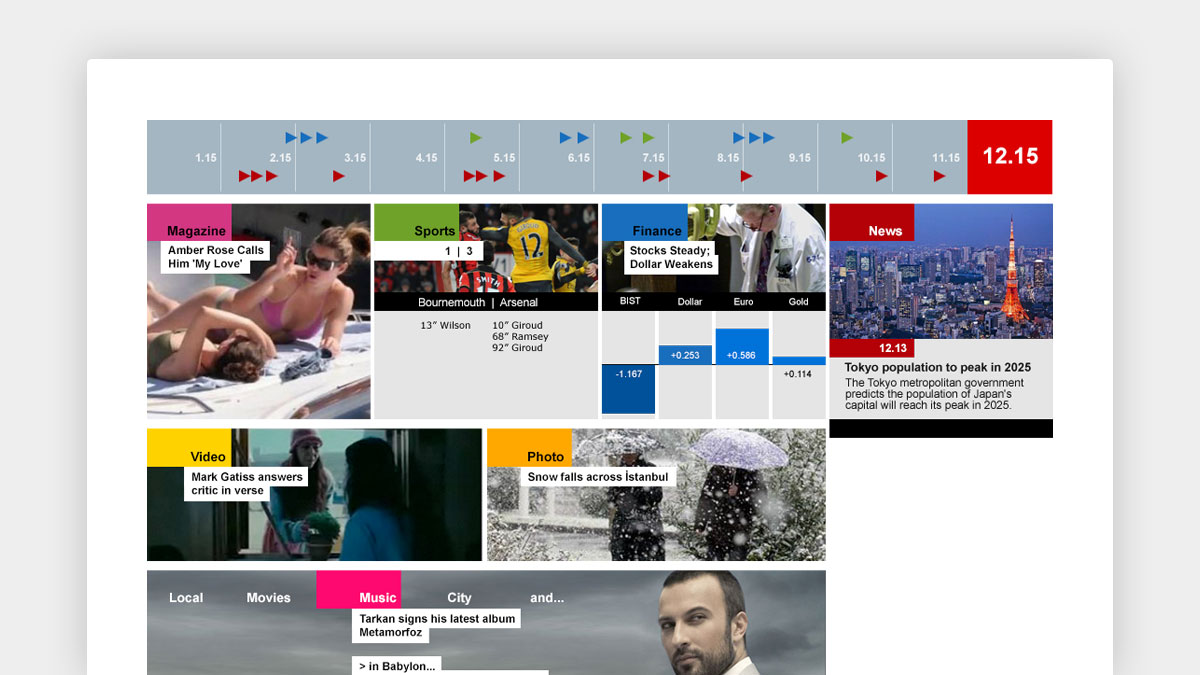 1.15
2.15
3.15
4.15
5.15
6.15
7.15
8.15
9.15
10.15
11.15
12.15
Magazine
Amber Rose Calls
Him 'My Love'
Sports
1 | 3
12
SMITH
Bournemouth | Arsenal
13” Wilson
10” Giroud
68” Ramsey
92” Giroud
Finance
Stocks Steady;
Dollar Weakens
BIST Dollar Euro Gold
-1.167 +0.253 +0.586 +0.114
News
12.13
Tokyo population to peak in 2025
The Tokyo metropolitan government
predicts the population of Japan's
capital will reach its peak in 2025.
Video
Mark Gatiss answers
critic in verse
Photo
Snow falls across İstanbul
Local Movies Music City and...
Tarkan signs his latest album
Metamorfoz
> in Babylon...